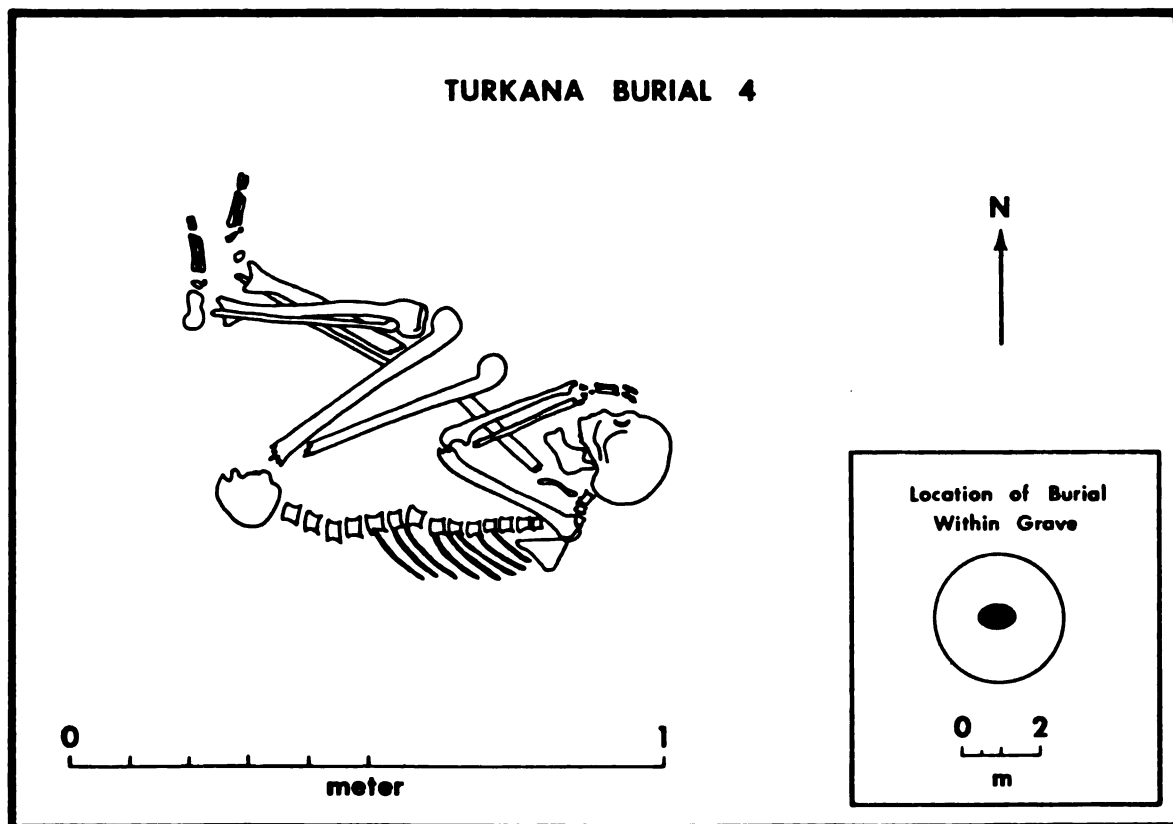 TURKANA BURIAL 4
N
Location of Burial
Within Grave
0 2
m
0 1
meter